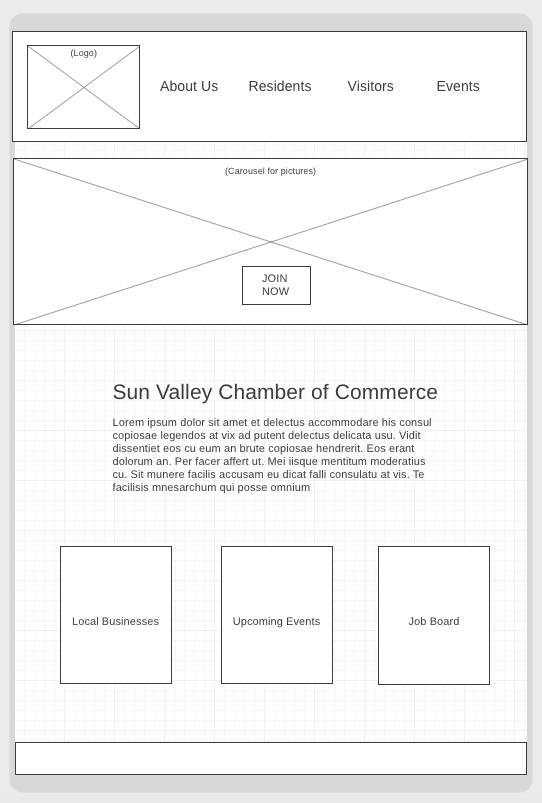 (Logo)
About Us
Residents
Visitors
Events
(Carousel for pictures)
JOIN
NOW
Sun Valley Chamber of Commerce
Lorem ipsum dolor sit amet et delectus accommodare his consul
copiosae legendos at vix ad putent delectus delicata usu. Vidit
dissentiet eos cu eum an brute copiosae hendrerit. Eos erant
dolorum an. Per facer affert ut. Mei iisque mentitum moderatius
cu. Sit munere facilis accusam eu dicat falli consulatu at vis. Te
facilisis mnesarchum qui posse omnium
Local Businesses
Upcoming Events
Job Board